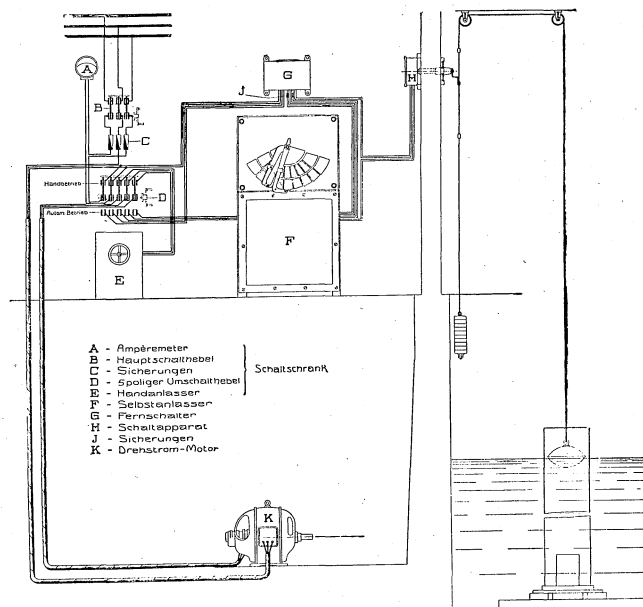 A
G
H
J
B
E
C
Handbetrieb
D
Autom. Betrieb
F
E
A - Ampèremeter
B - Hauptschalthebel
C - Sicherungen
D - 5poliger Umschalthebel
E - Handanlasser
Schaltschrank
F - Selbstanlasser
G - Fernschalter
H - Schaltapparat
J - Sicherungen
K - Drehstrom-Motor
K